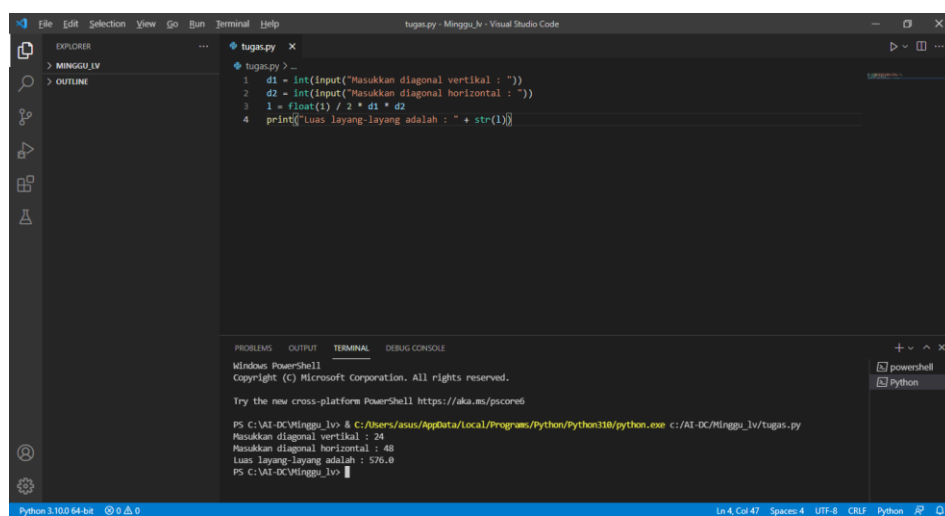 File Edit Selection View Go Run Terminal Help tugas.py - Minggu_lv - Visual Studio Code
EXPLORER
MINGGU_LV
OUTLINE
tugas.py
tugas.py > ...
1 d1 = int(input("Masukkan diagonal vertikal : "))
2 d2 = int(input("Masukkan diagonal horizontal : "))
3 l = float(1) / 2 * d1 * d2
4 print("Luas layang-layang adalah : " + str(l))
PROBLEMS OUTPUT TERMINAL DEBUG CONSOLE
powershell
Python
Windows PowerShell
Copyright (C) Microsoft Corporation. All rights reserved.
Try the new cross-platform PowerShell https://aka.ms/pscore6
PS C:\AI-DC\Minggu_lv> & C:/Users/asus/AppData/Local/Programs/Python/Python310/python.exe c:/AI-DC/Minggu_lv/tugas.py
Masukkan diagonal vertikal : 24
Masukkan diagonal horizontal : 48
Luas layang-layang adalah : 576.0
PS C:\AI-DC\Minggu_lv>
Python 3.10.0 64-bit 0 0 Ln 4, Col 47 Spaces: 4 UTF-8 CRLF Python